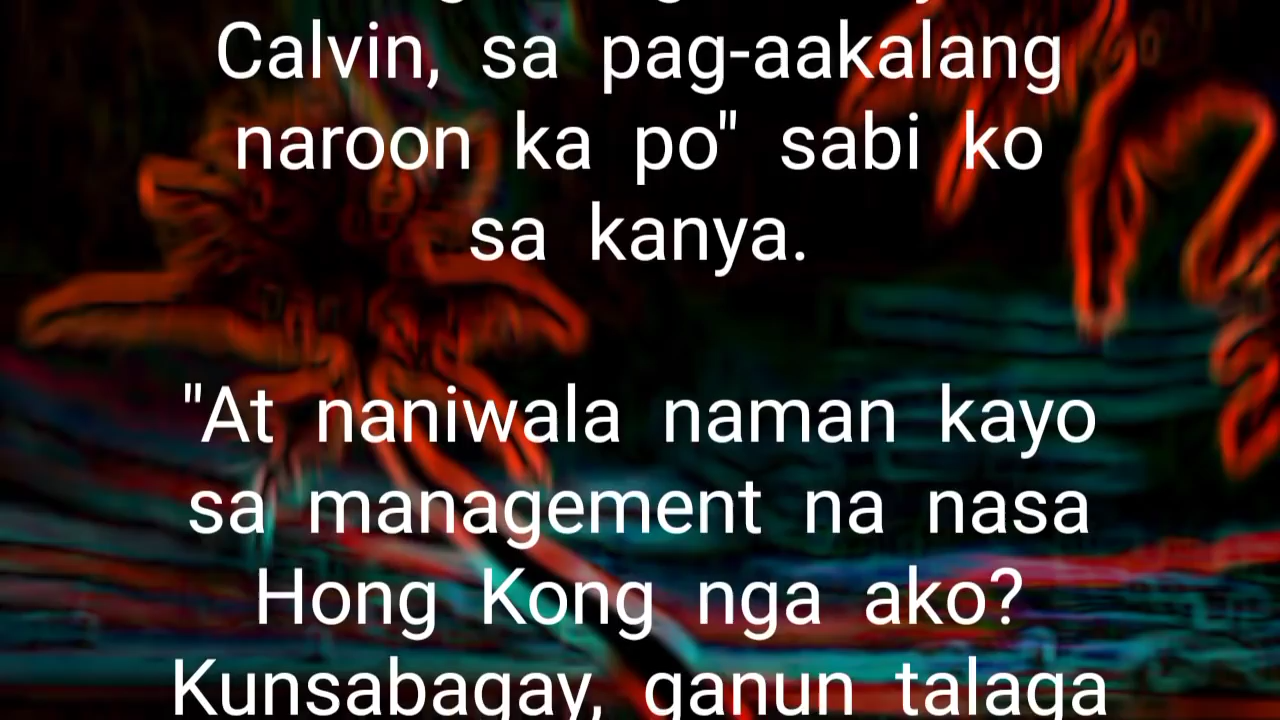 Calvin, sa pag-aakalang
naroon ka po" sabi ko
sa kanya.
"At naniwala naman kayo
sa management na nasa
Hong Kong nga ako?
Kunsabagay, ganun talaga